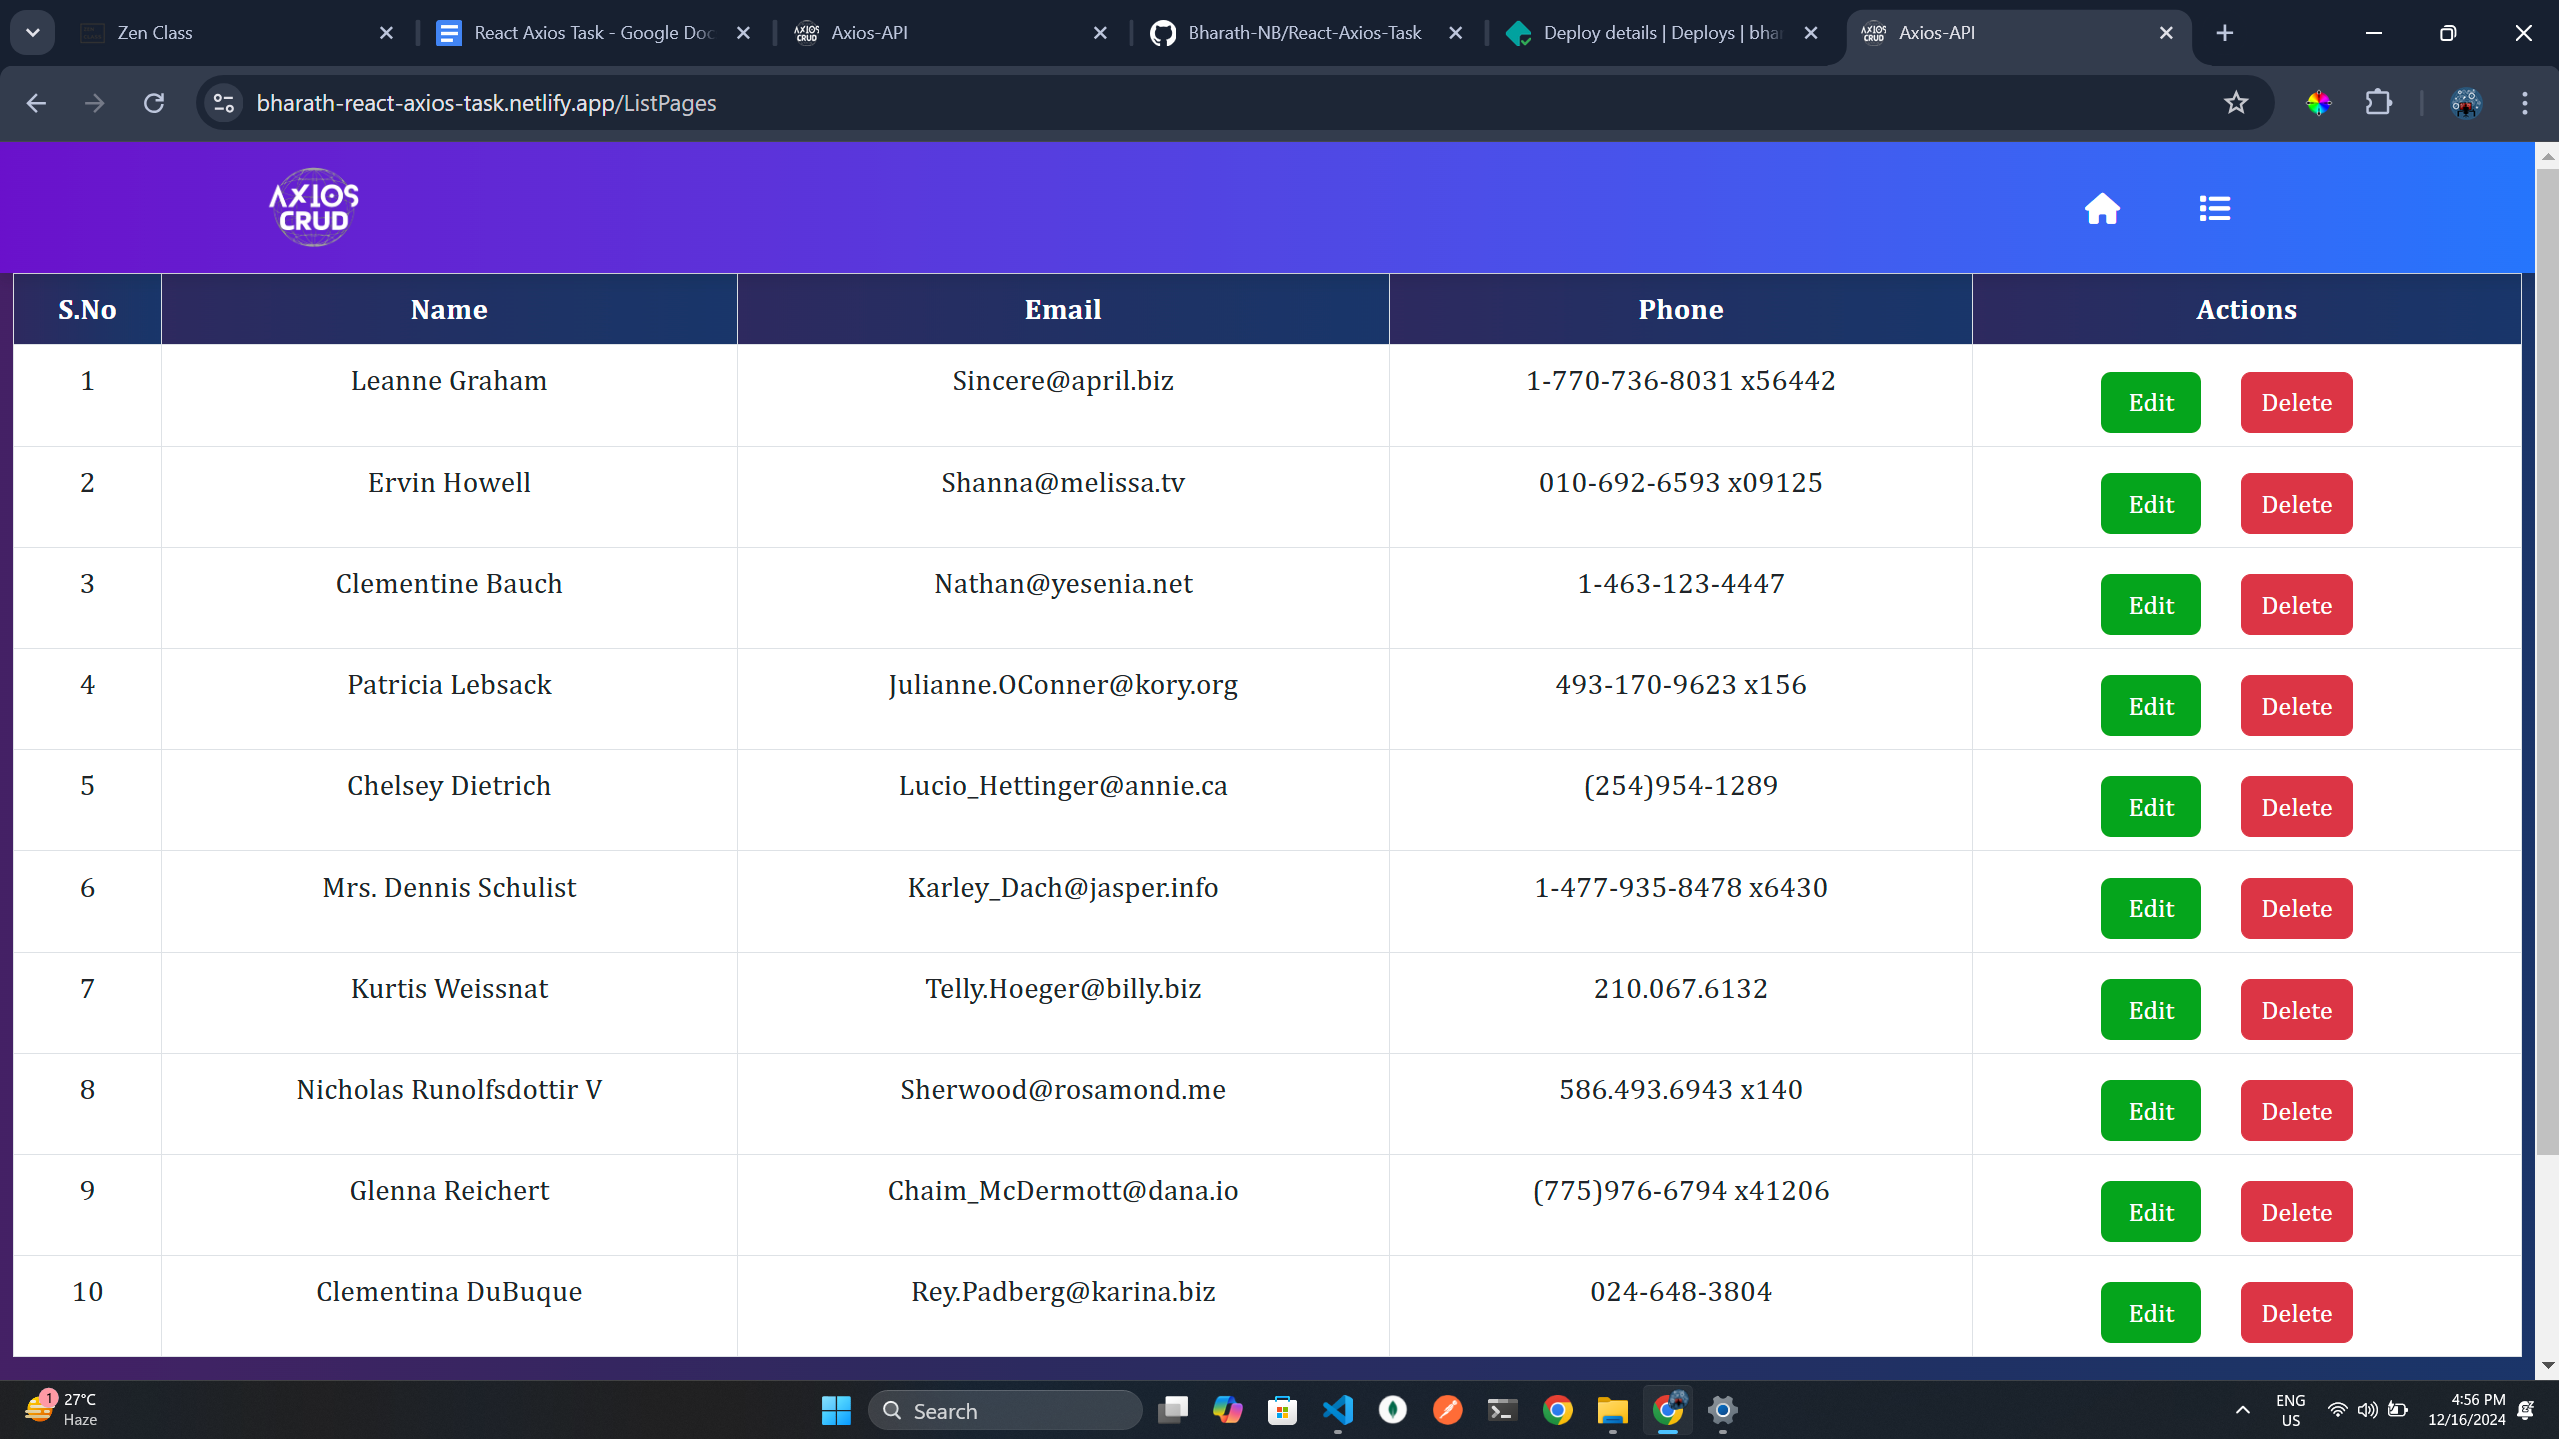 Zen Class
React Axios Task - Google Doc
Axios-API
Bharath-NB/React-Axios-Task
Deploy details | Deploys | bhar
Axios-API
bharath-react-axios-task.netlify.app/ListPages
AXIOS
CRUD
S.No Name Email Phone Actions
1 Leanne Graham Sincere@april.biz 1-770-736-8031 x56442 Edit Delete
2 Ervin Howell Shanna@melissa.tv 010-692-6593 x09125 Edit Delete
3 Clementine Bauch Nathan@yesenia.net 1-463-123-4447 Edit Delete
4 Patricia Lebsack Julianne.OConner@kory.org 493-170-9623 x156 Edit Delete
5 Chelsey Dietrich Lucio_Hettinger@annie.ca (254)954-1289 Edit Delete
6 Mrs. Dennis Schulist Karley_Dach@jasper.info 1-477-935-8478 x6430 Edit Delete
7 Kurtis Weissnat Telly.Hoeger@billy.biz 210.067.6132 Edit Delete
8 Nicholas Runolfsdottir V Sherwood@rosamond.me 586.493.6943 x140 Edit Delete
9 Glenna Reichert Chaim_McDermott@dana.io (775)976-6794 x41206 Edit Delete
10 Clementina DuBuque Rey.Padberg@karina.biz 024-648-3804 Edit Delete
1
27°C
Haze
Search
ENG
US
4:56 PM
12/16/2024